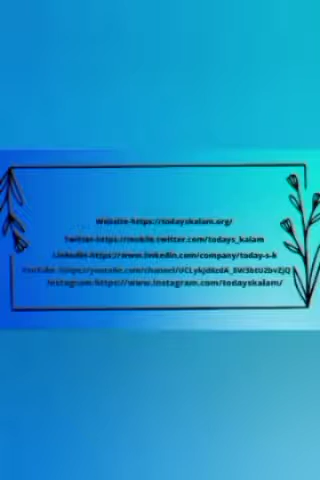 Website-https://todayskalam.org/
Twitter-https://mobile.twitter.com/todays_kalam
LinkedIn-https://www.linkedin.com/company/today-s-k
Youtube-https://youtube.com/channel/
Instagram:https://www.instagram.com/todayskalam/